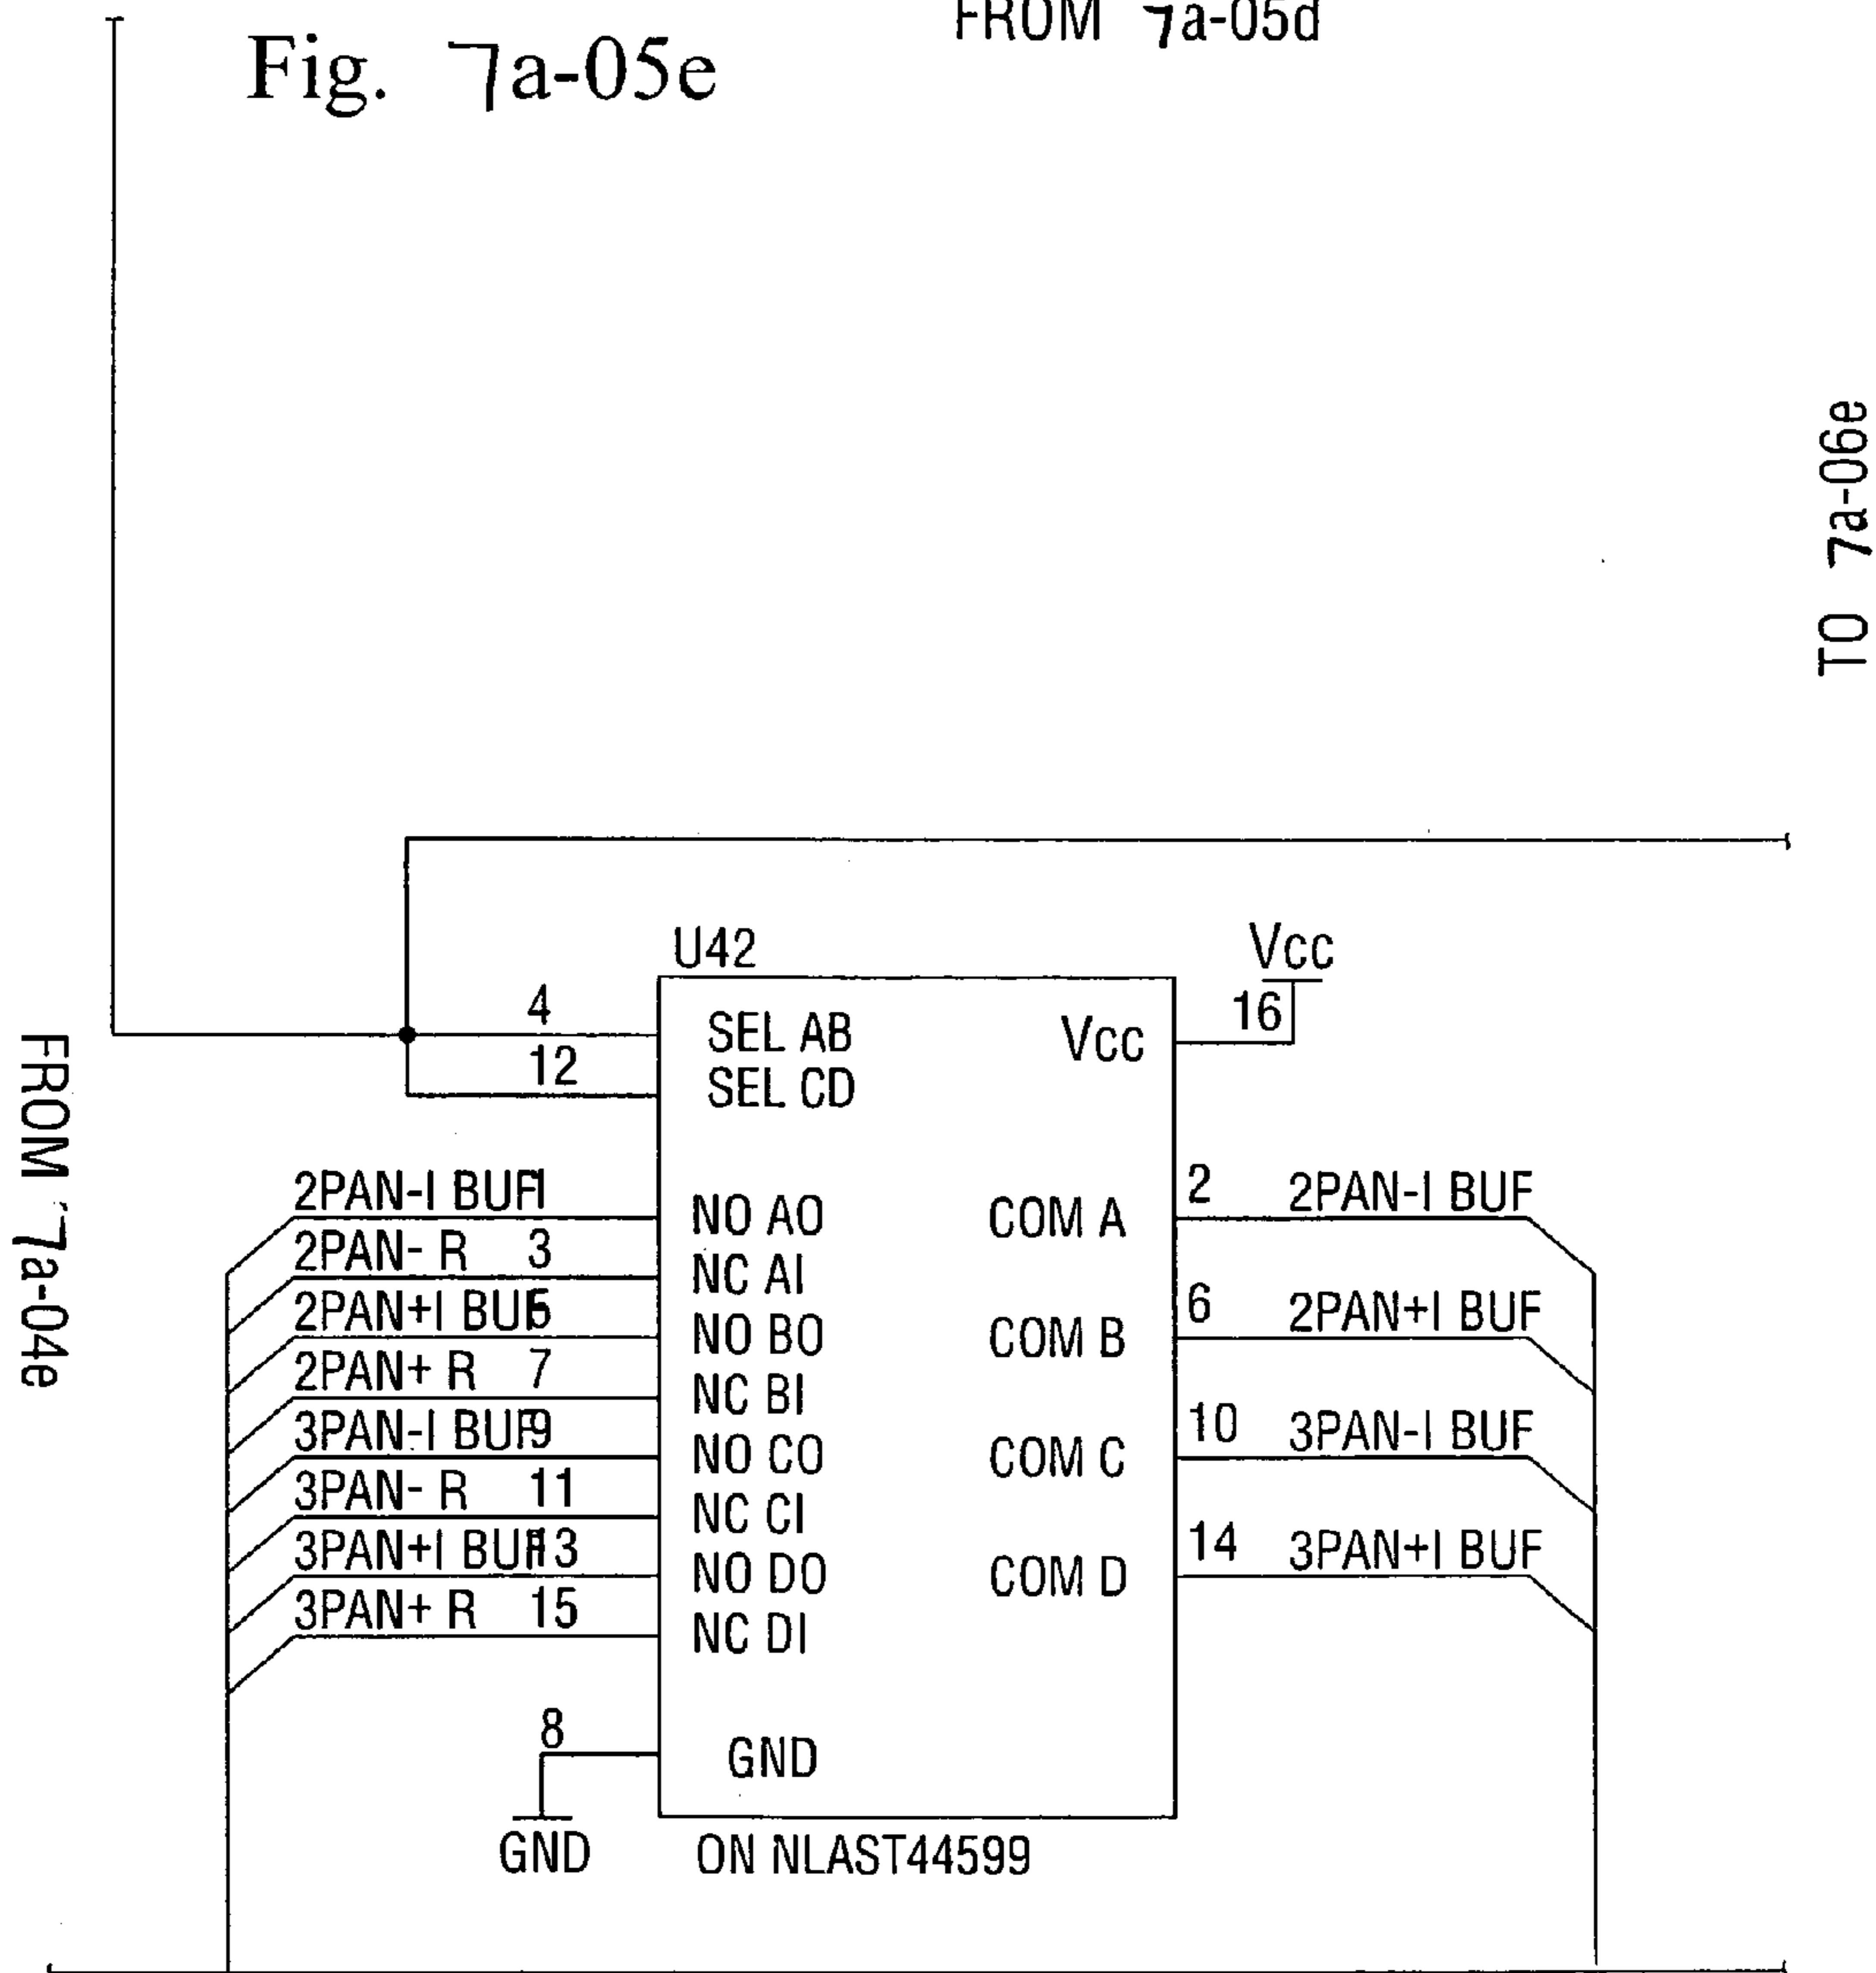 FROM 7a-05d
Fig. 7a-05e
TO 7a-06e
FROM 7a-04e
U42
Vcc
4
SEL AB
Vcc
16
12
SEL CD
2PAN-I BUF
1
NO AO
COM A
2
2PAN-I BUF
2PAN- R
3
NC AI
2PAN+I BUF
5
NO BO
COM B
6
2PAN+I BUF
2PAN+ R
7
NC BI
3PAN-I BUF
9
NO CO
COM C
10
3PAN-I BUF
3PAN- R
11
NC CI
3PAN+I BUF
13
NO DO
COM D
14
3PAN+I BUF
3PAN+ R
15
NC DI
8
GND
GND
ON NLAST44599